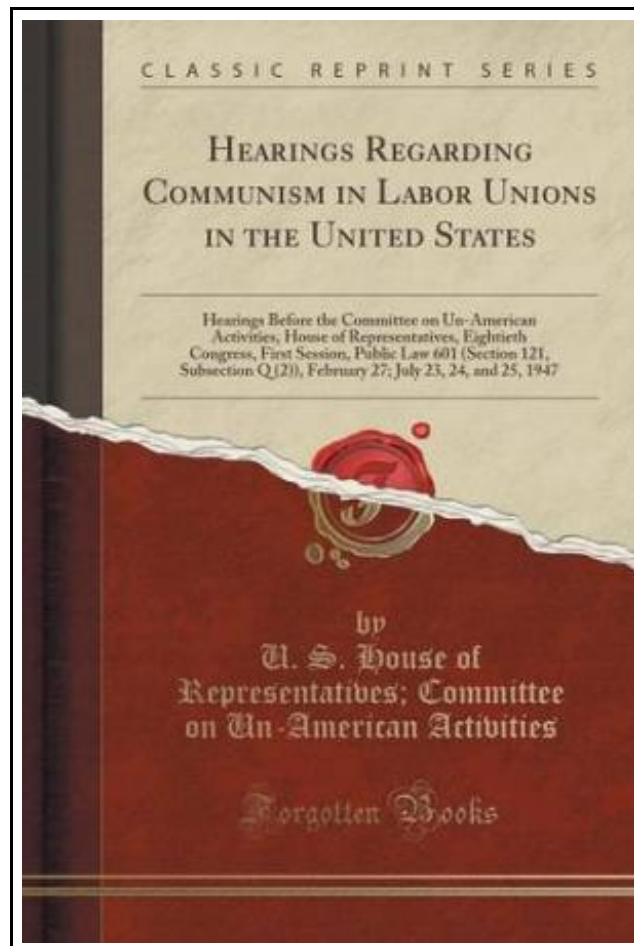 CLASSIC REPRINT SERIES
HEARINGS REGARDING
COMMUNISM IN LABOR UNIONS
IN THE UNITED STATES
Hearings Before the Committee on Un-American
Activities, House of Representatives, Eightieth
Congress, First Session, Public Law 601 (Section 121,
Subsection Q (2)), February 27; July 23, 24, and 25, 1947
by
U. S. House of
Representatives; Committee
on Un-American Activities
Forgotten Books